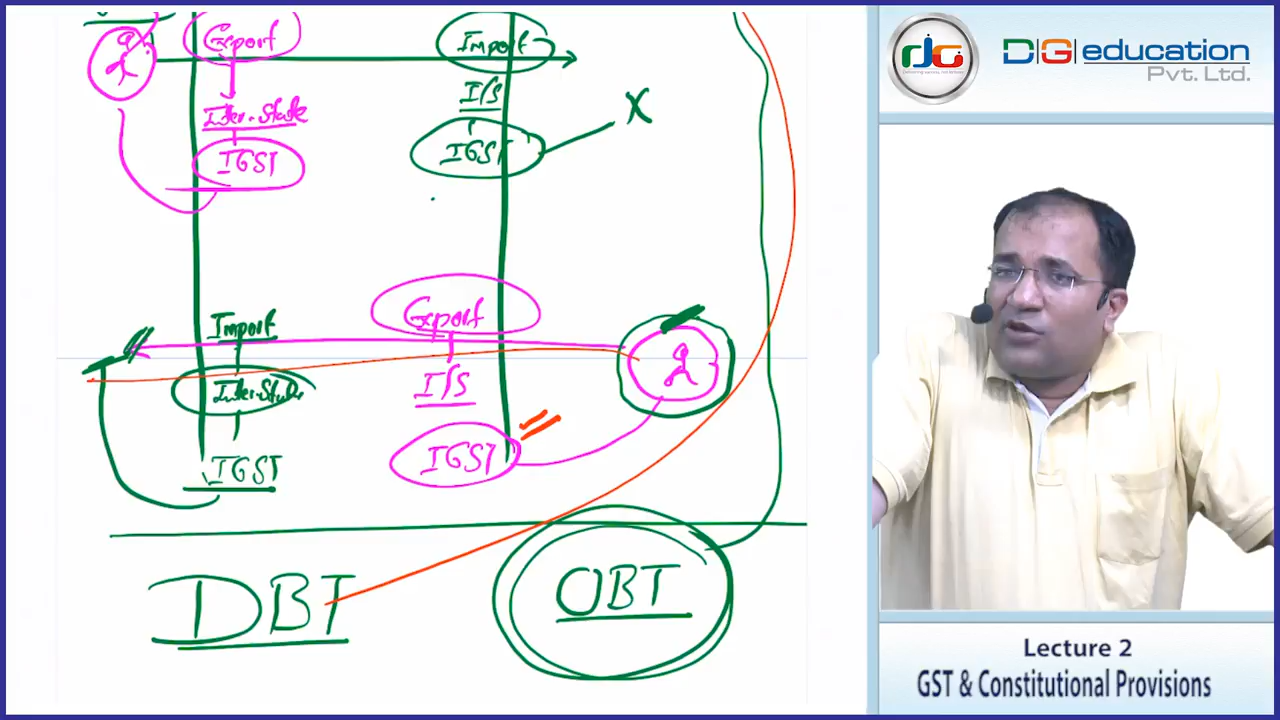 Export
Import
I/S
Inter-State
IGST
IGST
X
Import
Export
Inter-State
I/S
IGST
IGST
DBT
OBT
DG education
Pvt. Ltd.
Lecture 2
GST & Constitutional Provisions